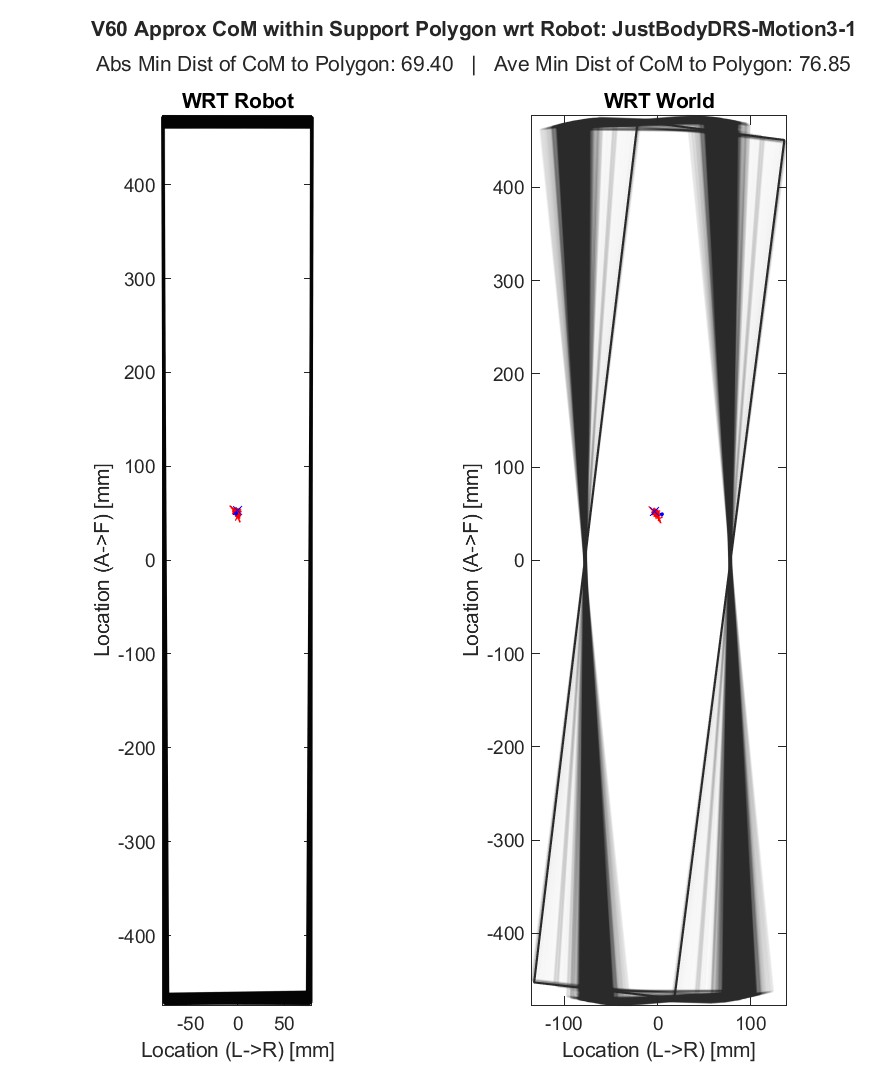 V60 Approx CoM within Support Polygon wrt Robot: JustBodyDRS-Motion3-1
Abs Min Dist of CoM to Polygon: 69.40 | Ave Min Dist of CoM to Polygon: 76.85
WRT Robot
Location (A->F) [mm]
400
300
200
100
0
-100
-200
-300
-400
-50 0 50
Location (L->R) [mm]
WRT World
Location (A->F) [mm]
400
300
200
100
0
-100
-200
-300
-400
-100 0 100
Location (L->R) [mm]